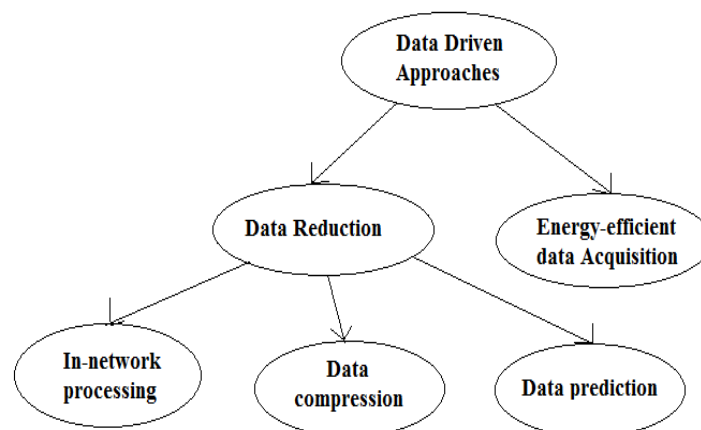 Data Driven
Approaches
Data Reduction
Energy-efficient
data Acquisition
In-network
processing
Data
compression
Data prediction